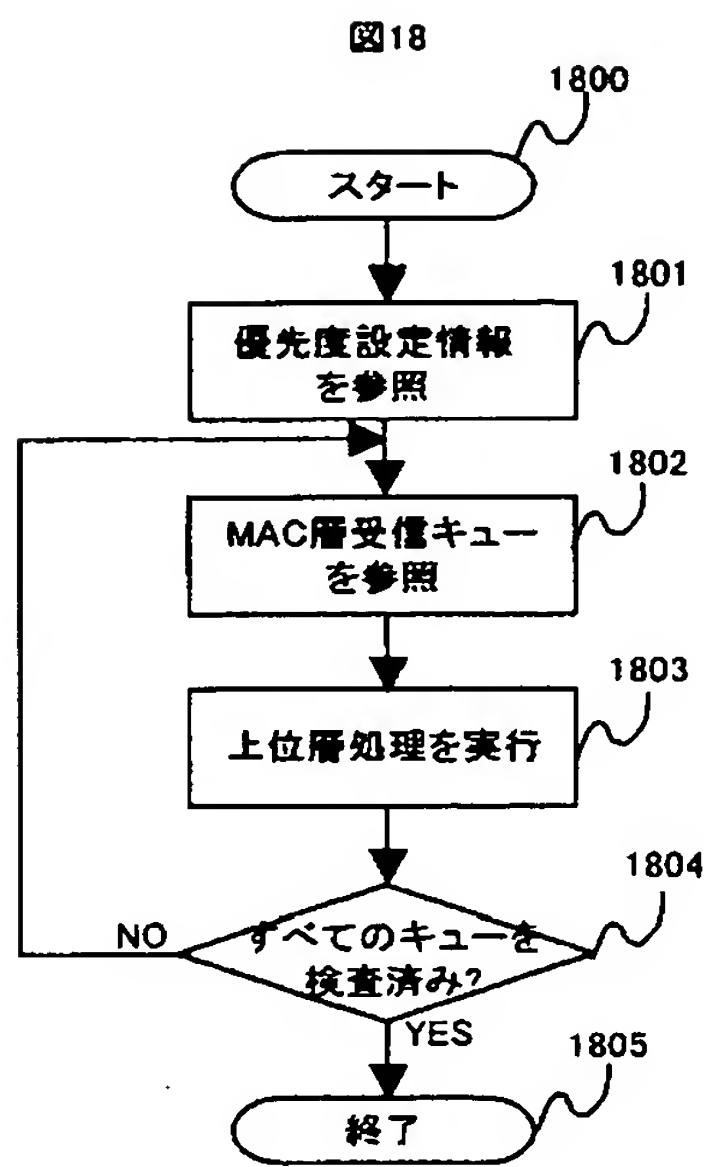 図18
1800
スタート
1801
優先度設定情報
を参照
1802
MAC層受信キュー
を参照
1803
上位層処理を実行
1804
NO
すべてのキューを
検査済み?
YES
1805
終了